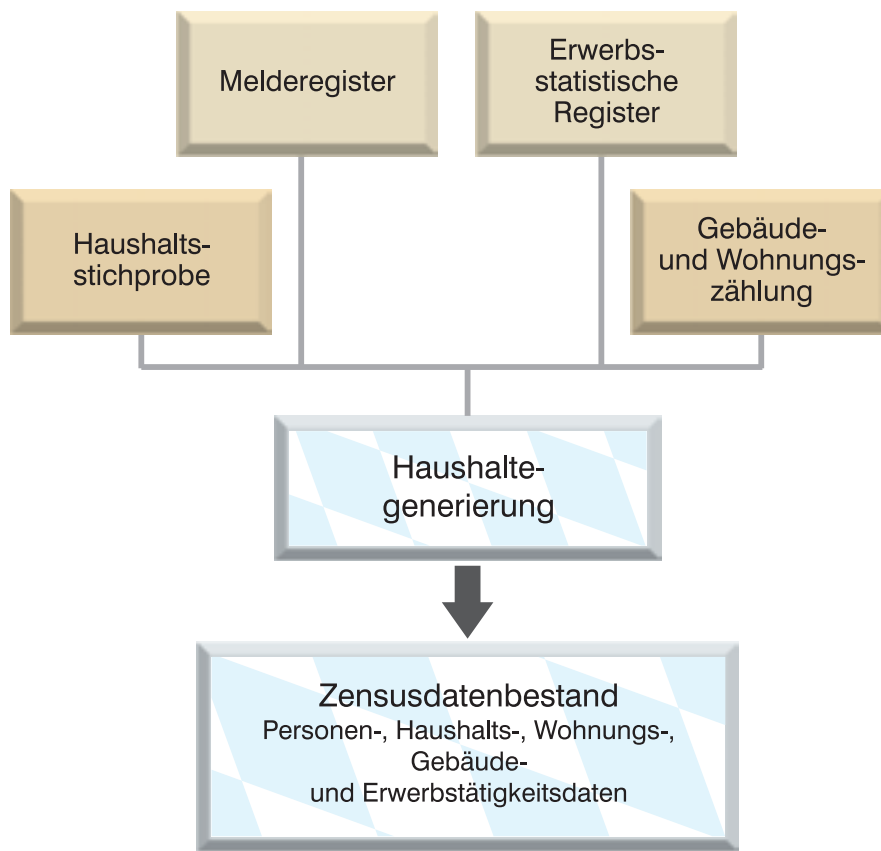 Melderegister
Erwerbs-
statistische
Register
Haushalts-
stichprobe
Gebäude-
und Wohnungs-
zählung
Haushalte-
generierung
Zensusdatenbestand
Personen-, Haushalts-, Wohnungs-,
Gebäude-
und Erwerbstätigkeitsdaten